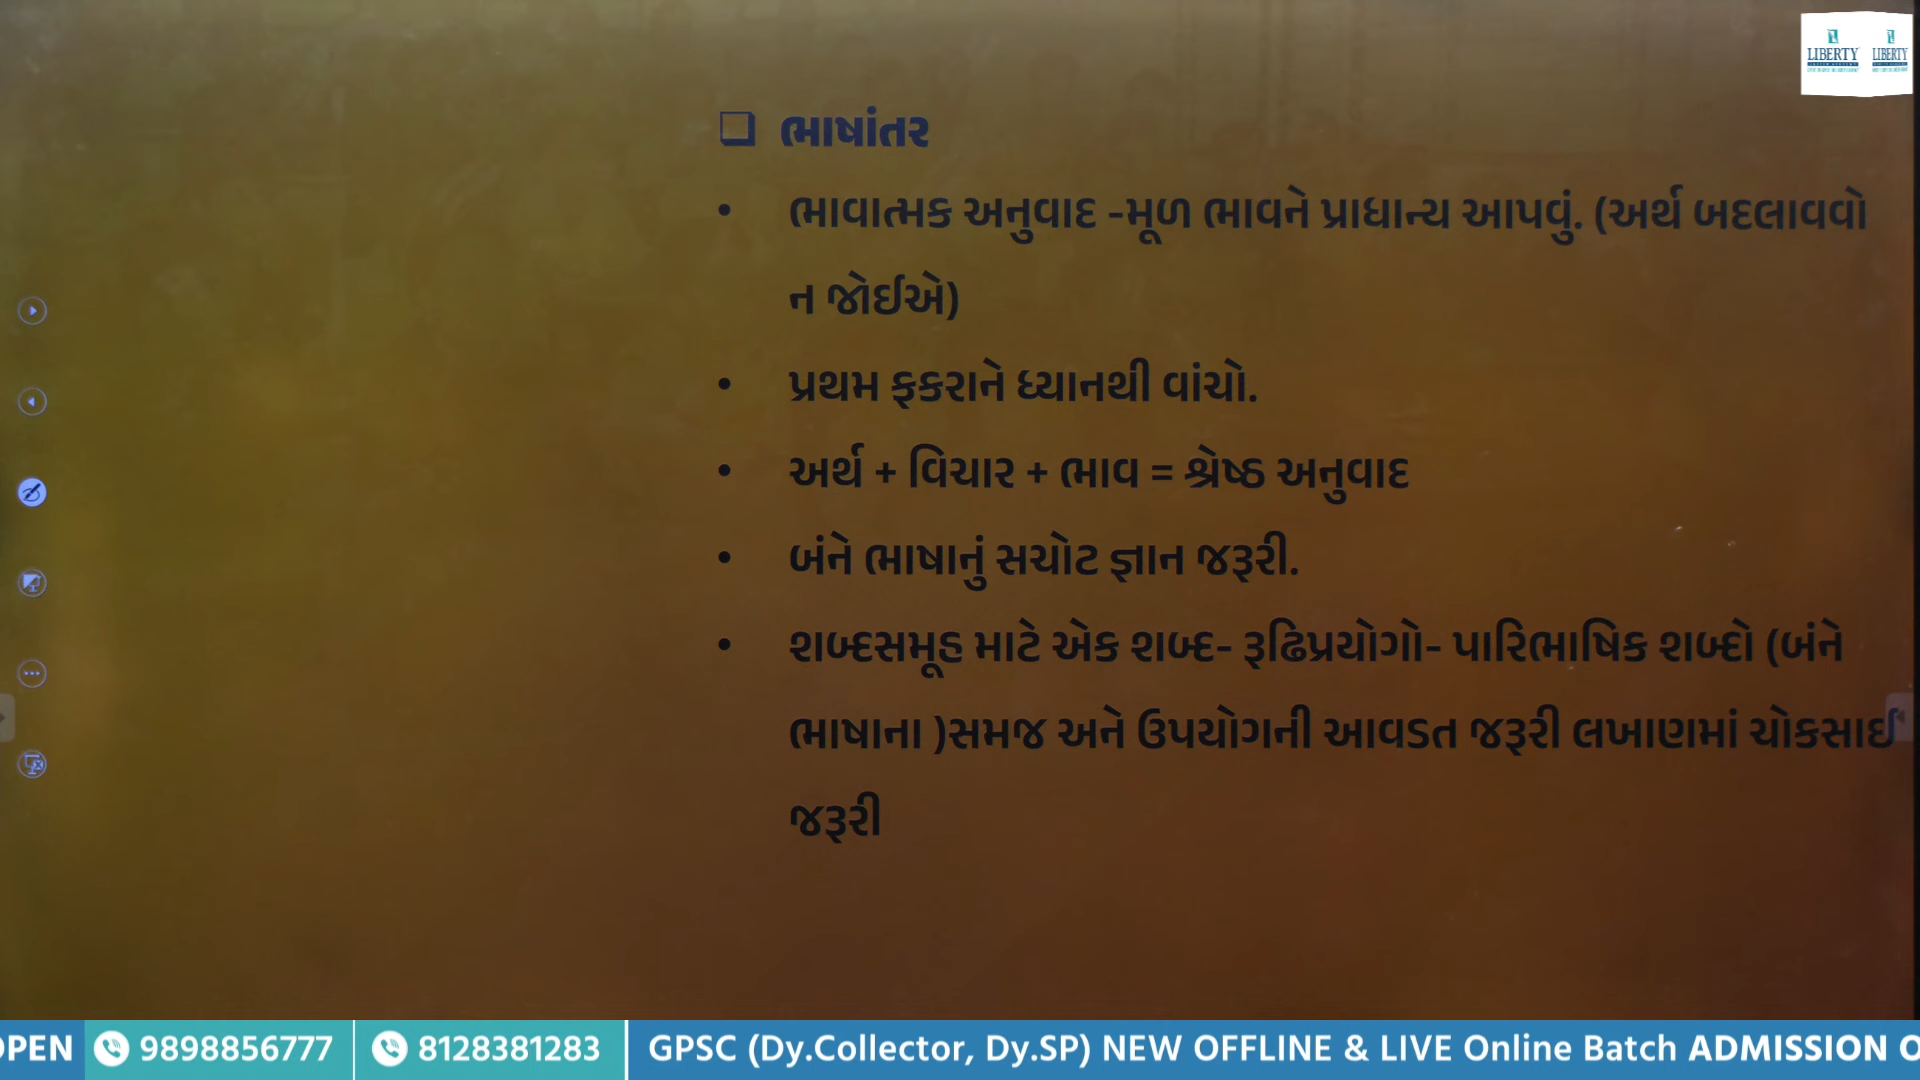 LIBERTY LIBERTY
❑ ભાષાંતર
• ભાવાત્મક અનુવાદ -મૂળ ભાવને પ્રાધાન્ય આપવું. (અર્થ બદલાવવો
ન જોઈએ)
• પ્રથમ ફકરાને ધ્યાનથી વાંચો.
• અર્થ + વિચાર + ભાવ = શ્રેષ્ઠ અનુવાદ
• બંને ભાષાનું સચોટ જ્ઞાન જરૂરી.
• શબ્દસમૂહ માટે એક શબ્દ- રૂઢિપ્રયોગો- પારિભાષિક શબ્દો (બંને
ભાષાના )સમજ અને ઉપયોગની આવડત જરૂરી લખાણમાં ચોકસાઈ
જરૂરી
OPEN 9898856777 8128381283 GPSC (Dy.Collector, Dy.SP) NEW OFFLINE & LIVE Online Batch ADMISSION O